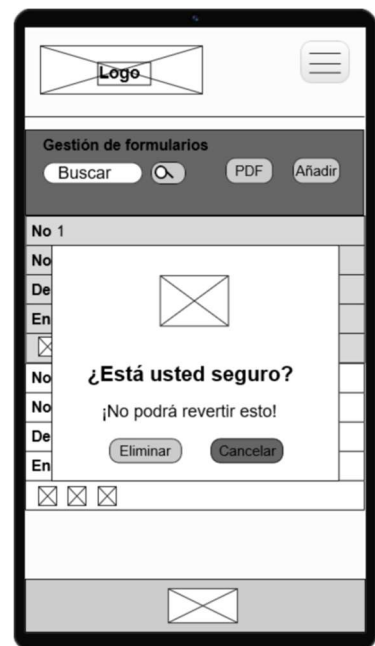 Logo
Gestión de formularios
Buscar PDF Añadir
No 1
No
De
En
¿Está usted seguro?
¡No podrá revertir esto!
Eliminar Cancelar
No
No
De
En